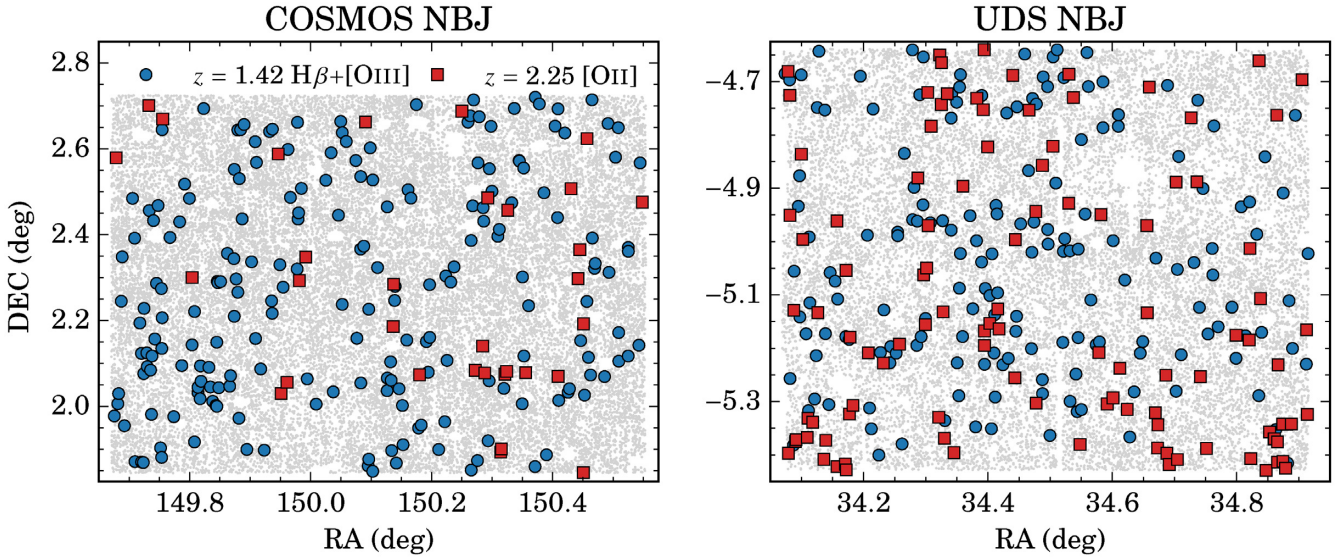 COSMOS NBJ
z = 1.42 Hβ+[OIII]
z = 2.25 [OII]
2.8
2.6
2.4
2.2
2.0
DEC (deg)
149.8
150.0
150.2
150.4
RA (deg)
UDS NBJ
−4.7
−4.9
−5.1
−5.3
34.2
34.4
34.6
34.8
RA (deg)